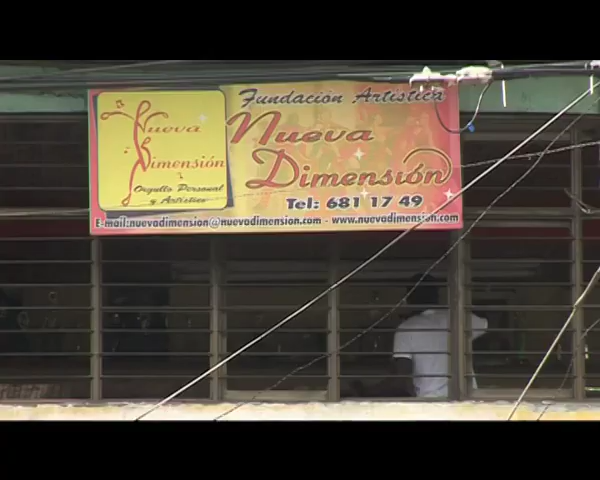 Nueva
Dimensión
Orgullo Personal
y Artístico
Fundación Artística
Nueva
Dimensión
Tel: 681 17 49
E-mail:nuevadimension@nuevadimension.com - www.nuevadimension.com